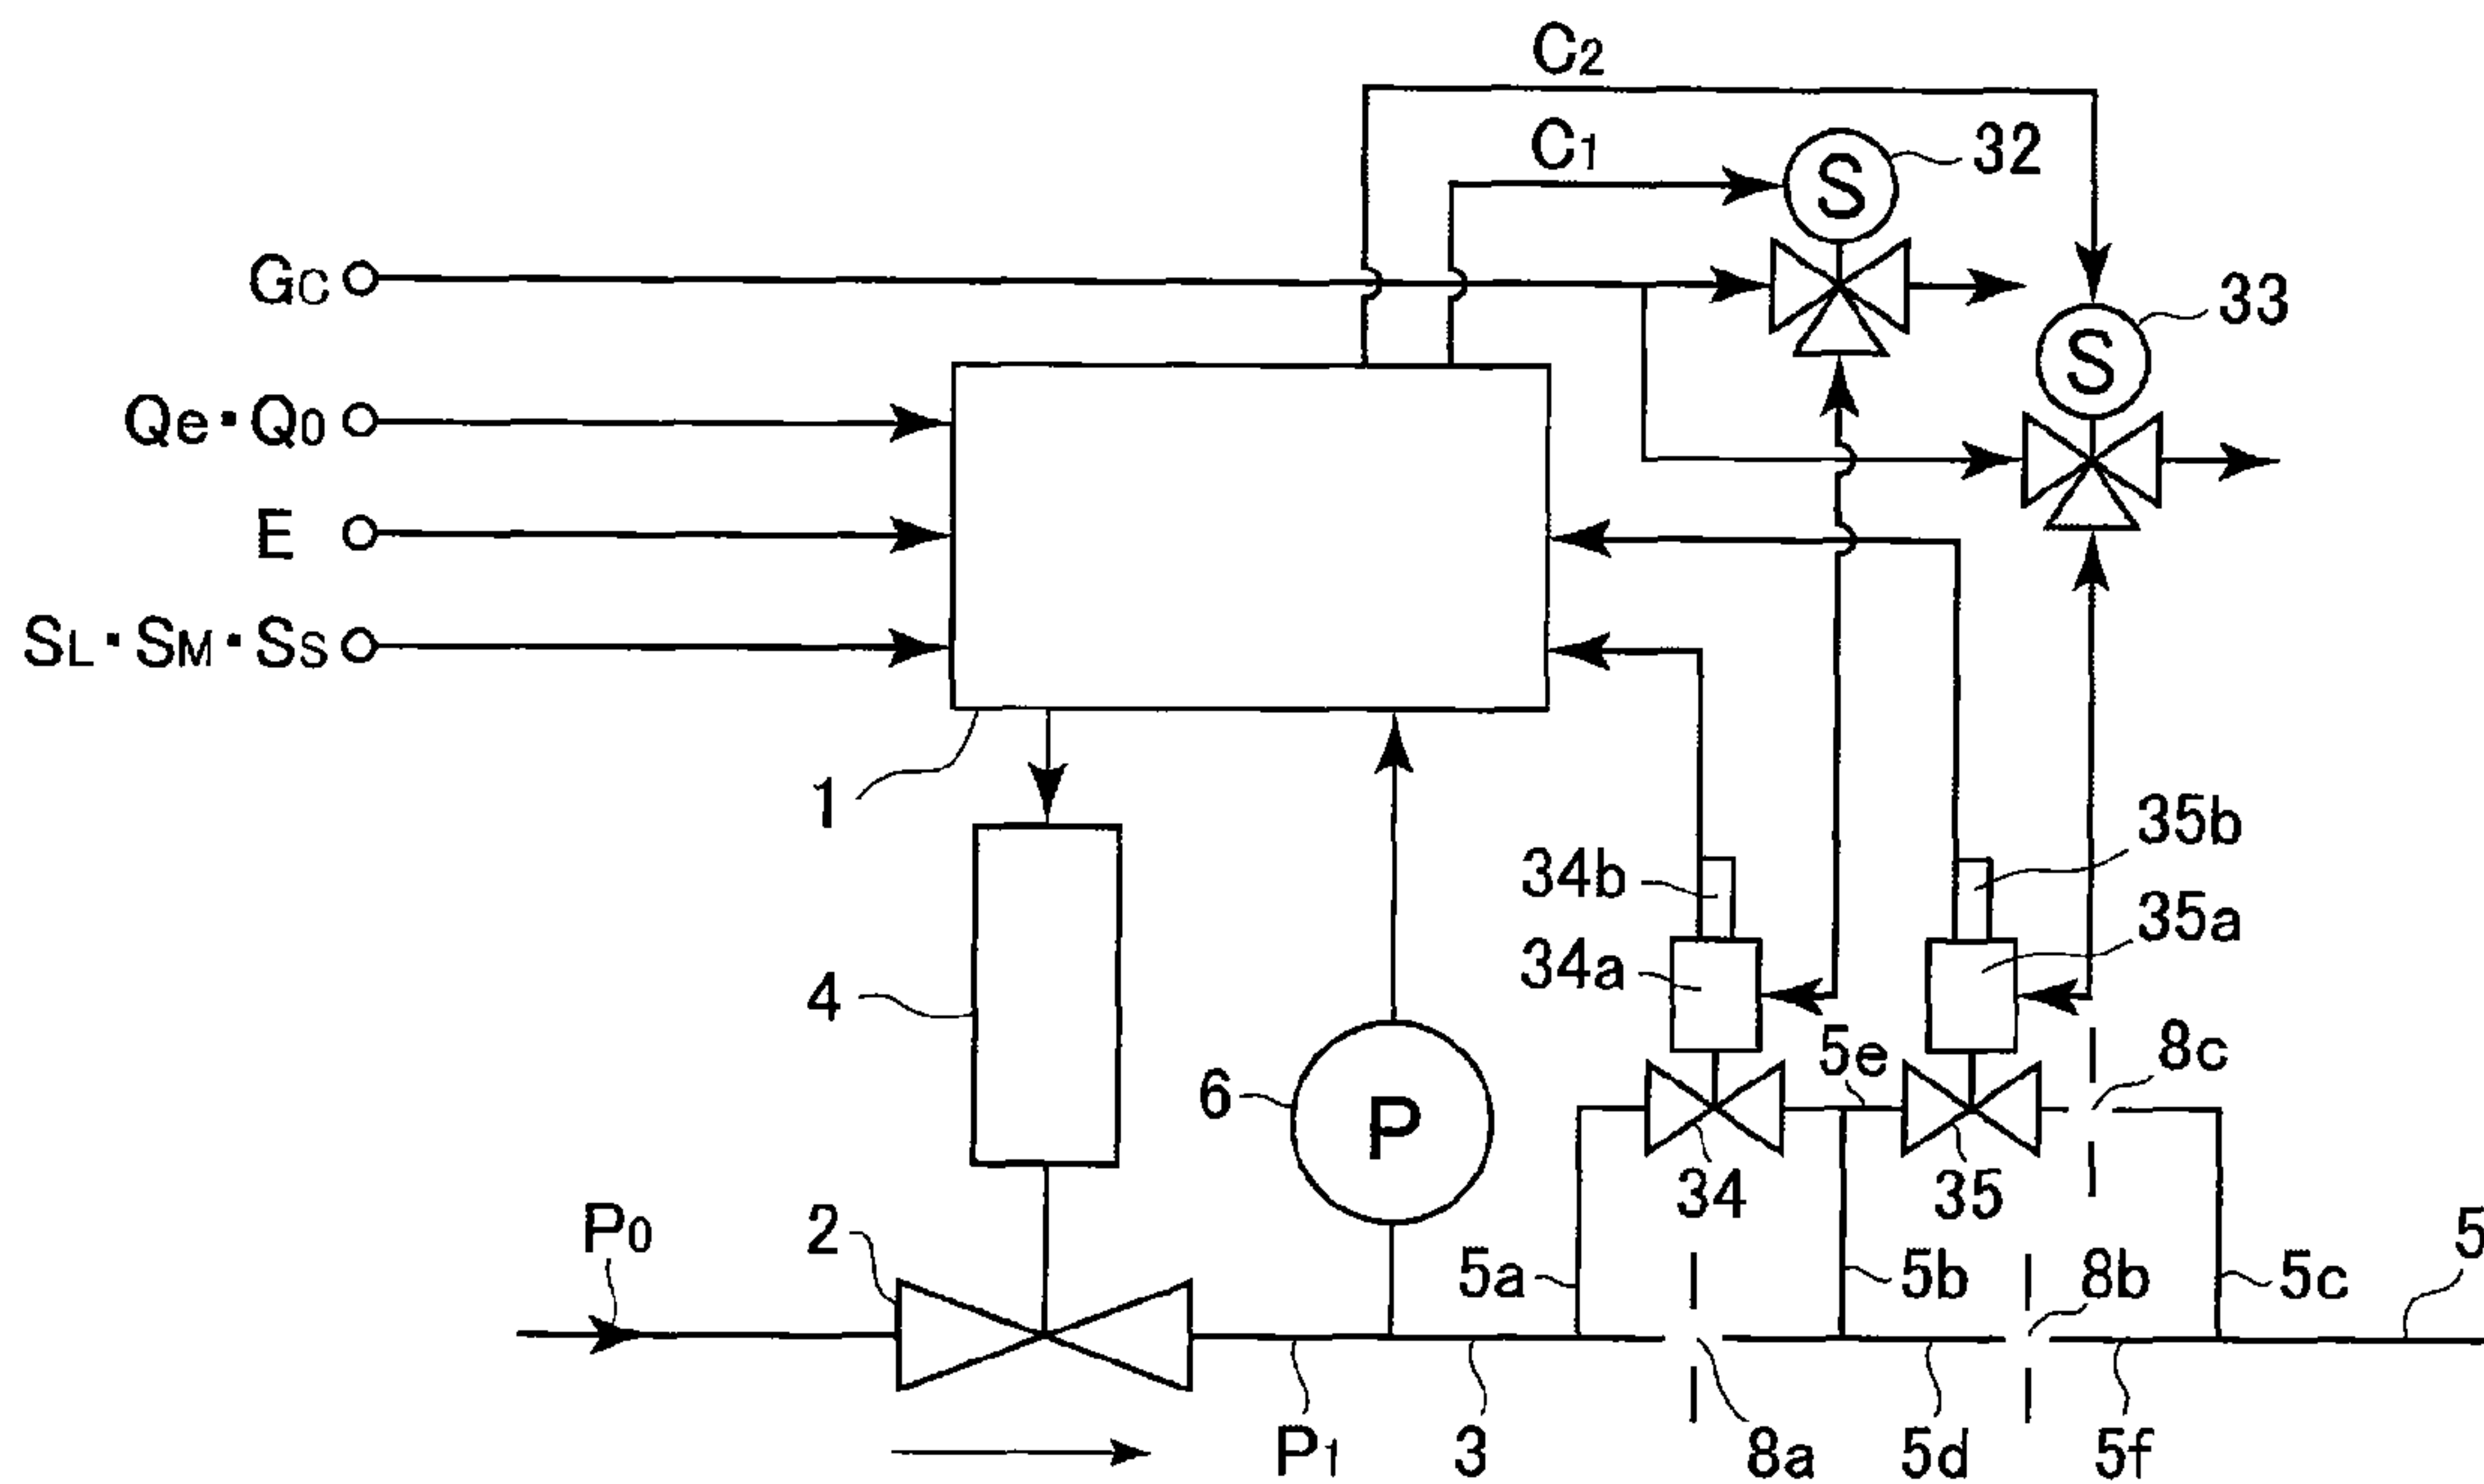 C2
C1
S 32
Gc
33
S
Qe・Q0
E
SL・SM・SS
1
35b
34b
35a
34a
4
5e 8c
6 P
34 35
P0 2 5
5a 5b 8b 5c
P1 3 8a 5d 5f